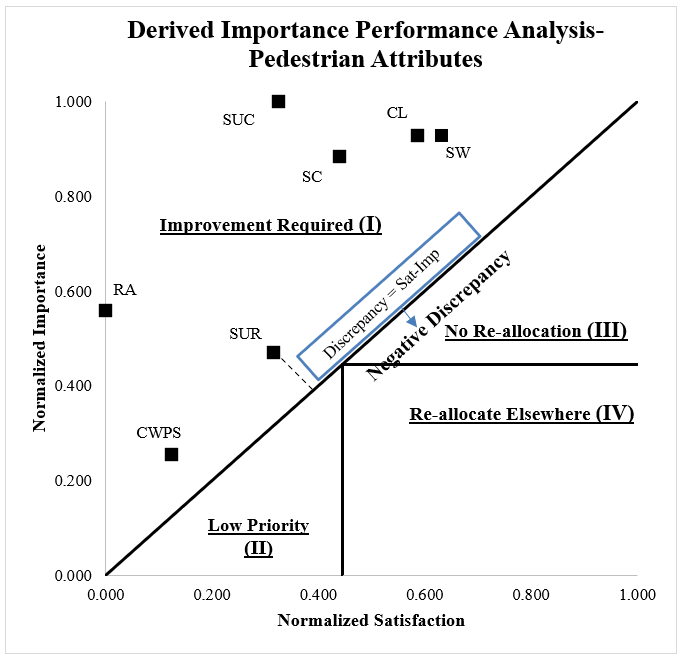 Derived Importance Performance Analysis-
Pedestrian Attributes
1.000
0.800
0.600
0.400
0.200
0.000
Normalized Importance
SUC
CL
SW
SC
Improvement Required (I)
RA
SUR
CWPS
Discrepancy = Sat-Imp
Negative Discrepancy
No Re-allocation (III)
Re-allocate Elsewhere (IV)
Low Priority
(II)
0.000
0.200
0.400
0.600
0.800
1.000
Normalized Satisfaction